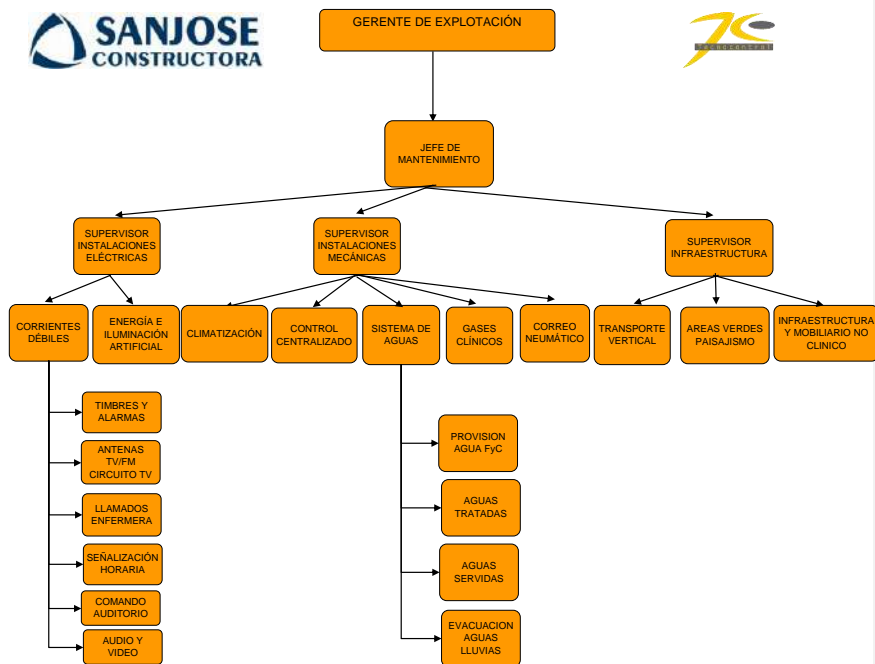 SANJOSE
CONSTRUCTORA
GERENTE DE EXPLOTACIÓN
Tecnocontrol
JEFE DE
MANTENIMIENTO
SUPERVISOR
INSTALACIONES
ELÉCTRICAS
SUPERVISOR
INSTALACIONES
MECÁNICAS
SUPERVISOR
INFRAESTRUCTURA
CORRIENTES
DÉBILES
ENERGÍA E
ILUMINACIÓN
ARTIFICIAL
CLIMATIZACIÓN
CONTROL
CENTRALIZADO
SISTEMA DE
AGUAS
GASES
CLÍNICOS
CORREO
NEUMÁTICO
TRANSPORTE
VERTICAL
AREAS VERDES
PAISAJISMO
INFRAESTRUCTURA
Y MOBILIARIO NO
CLINICO
TIMBRES Y
ALARMAS
ANTENAS
TV/FM
CIRCUITO TV
LLAMADOS
ENFERMERA
SEÑALIZACIÓN
HORARIA
COMANDO
AUDITORIO
AUDIO Y
VIDEO
PROVISION
AGUA FyC
AGUAS
TRATADAS
AGUAS
SERVIDAS
EVACUACION
AGUAS
LLUVIAS